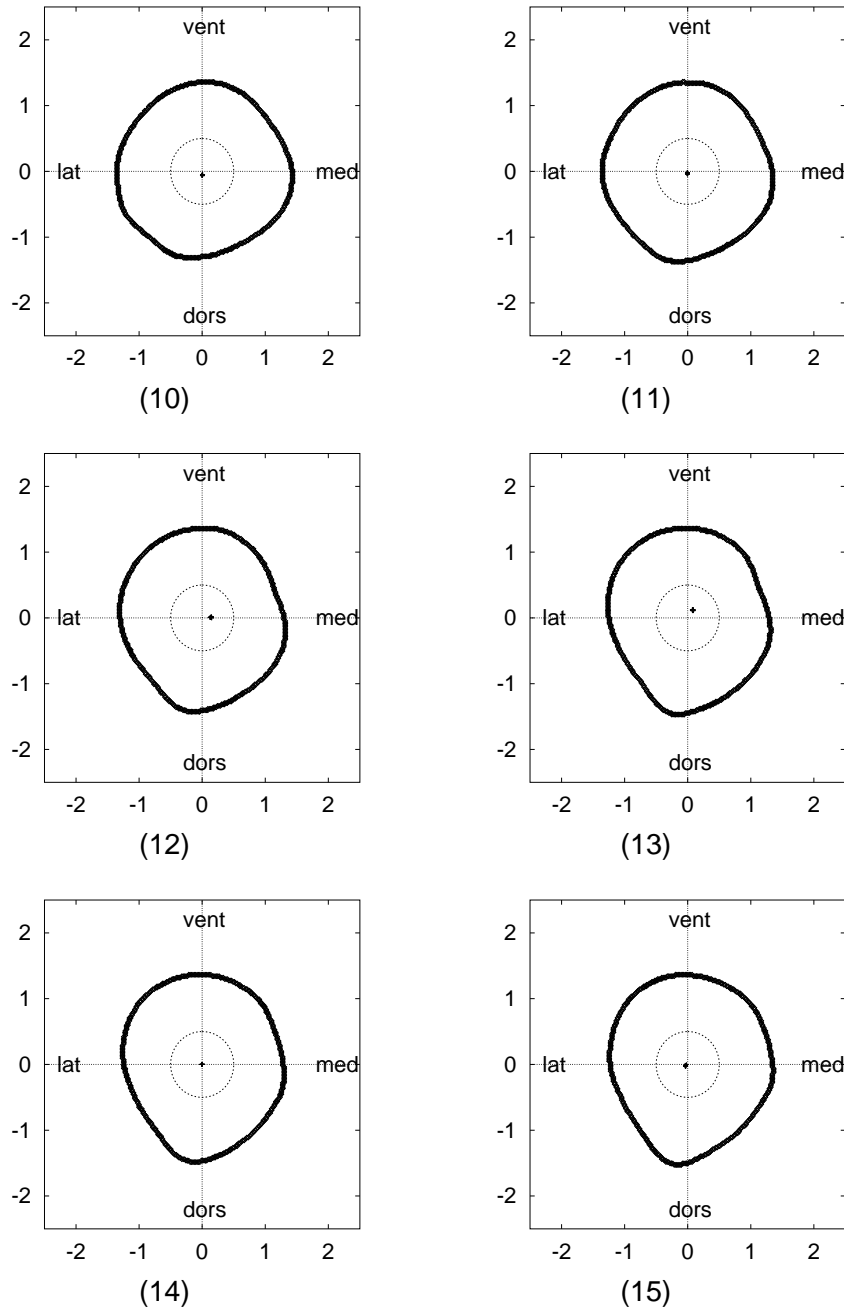 vent vent
2 2
1 1
0 lat med 0 lat med
-1 -1
-2 -2
dors dors
-2 -1 0 1 2 -2 -1 0 1 2
(10) (11)
vent vent
2 2
1 1
0 lat med 0 lat med
-1 -1
-2 -2
dors dors
-2 -1 0 1 2 -2 -1 0 1 2
(12) (13)
vent vent
2 2
1 1
0 lat med 0 lat med
-1 -1
-2 -2
dors dors
-2 -1 0 1 2 -2 -1 0 1 2
(14) (15)